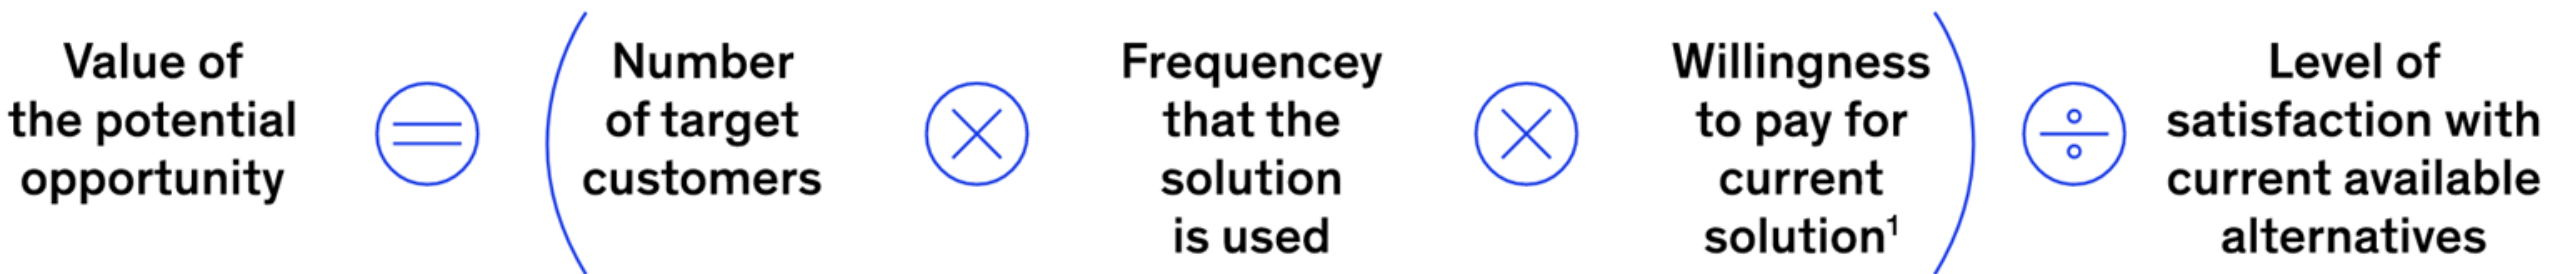 Value of
the potential
opportunity
=
(
Number
of target
customers
×
Frequencey
that the
solution
is used
×
Willingness
to pay for
current
solution¹
)
÷
Level of
satisfaction with
current available
alternatives